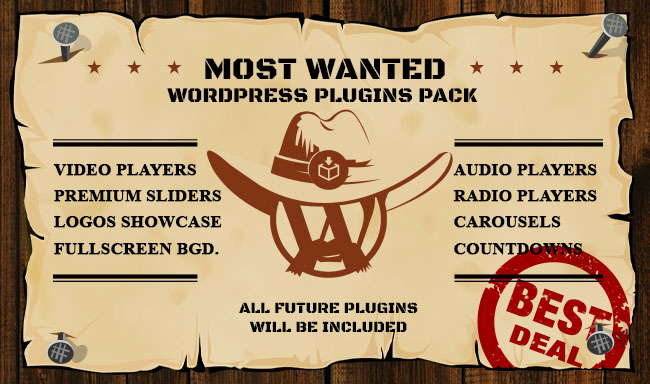 MOST WANTED
WORDPRESS PLUGINS PACK
VIDEO PLAYERS
PREMIUM SLIDERS
LOGOS SHOWCASE
FULLSCREEN BGD.
AUDIO PLAYERS
RADIO PLAYERS
CAROUSELS
COUNTDOWNS
ALL FUTURE PLUGINS
WILL BE INCLUDED
BEST
DEAL